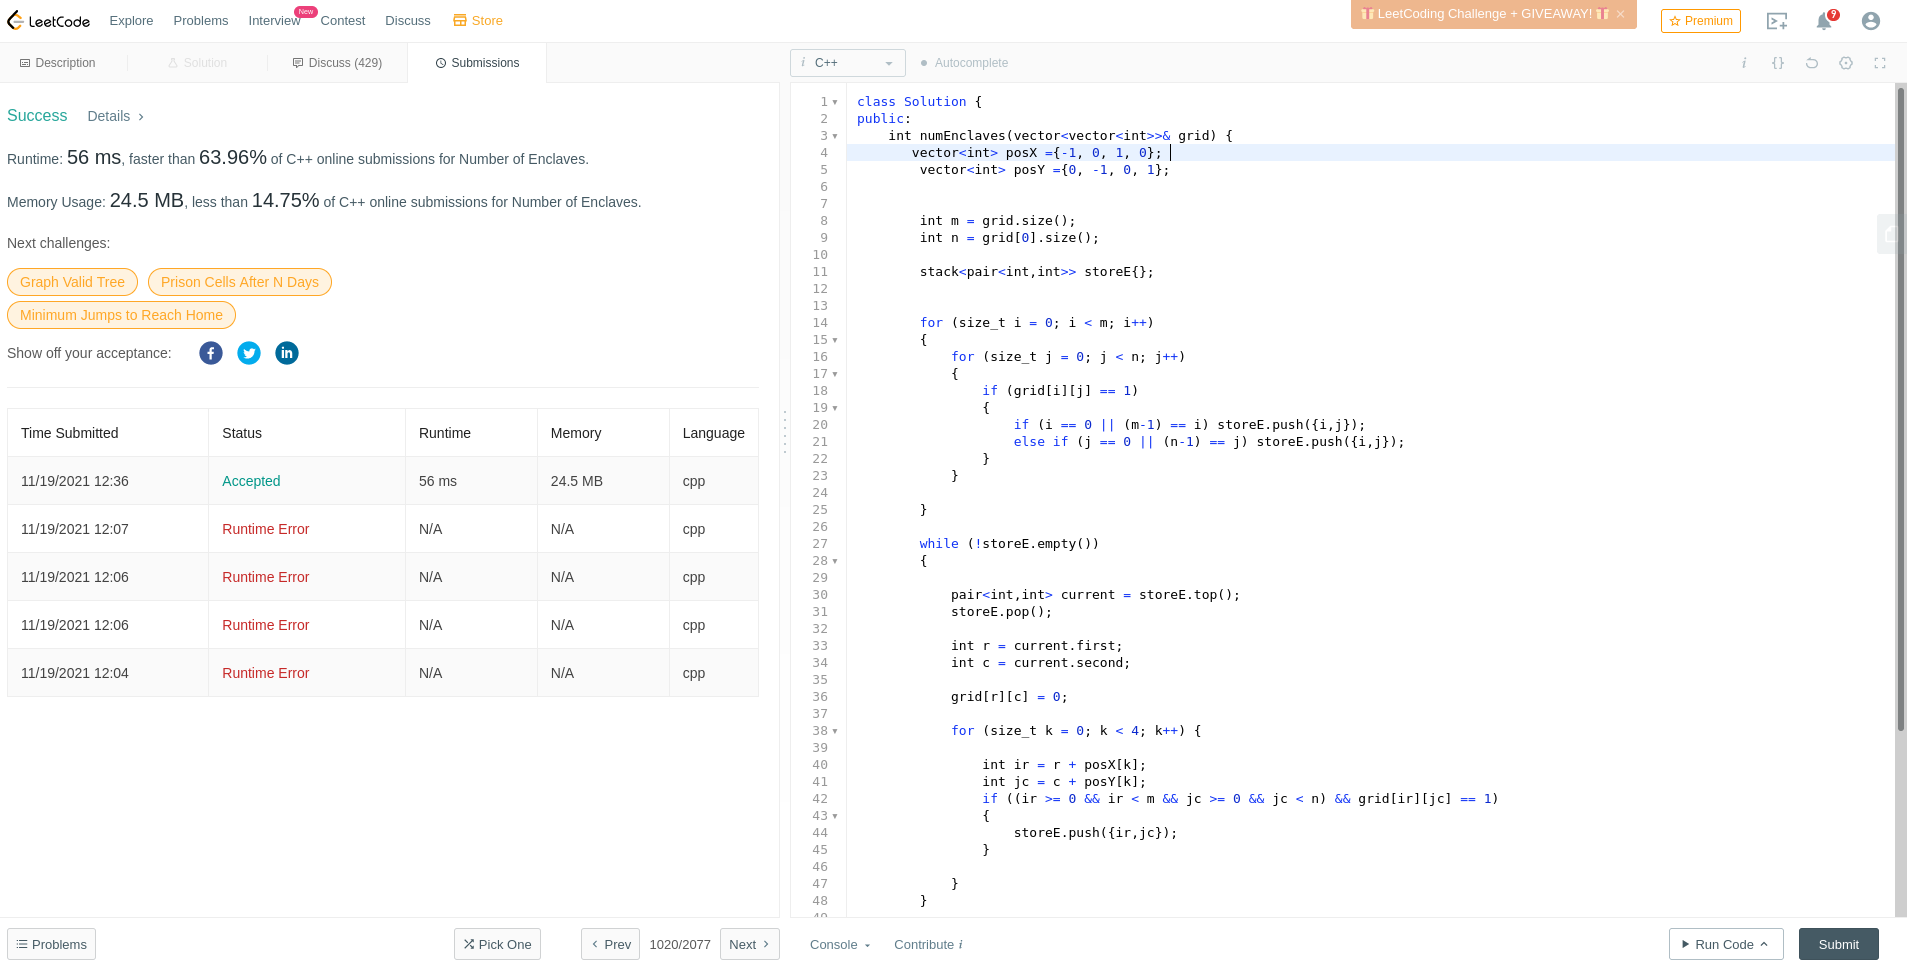 LeetCode Explore Problems Interview New Contest Discuss Store LeetCoding Challenge + GIVEAWAY! × Premium
Description Solution Discuss (429) Submissions
i C++ Autocomplete i {}
Success Details ›
Runtime: 56 ms, faster than 63.96% of C++ online submissions for Number of Enclaves.
Memory Usage: 24.5 MB, less than 14.75% of C++ online submissions for Number of Enclaves.
Next challenges:
Graph Valid Tree Prison Cells After N Days
Minimum Jumps to Reach Home
Show off your acceptance: f in
Time Submitted Status Runtime Memory Language
11/19/2021 12:36 Accepted 56 ms 24.5 MB cpp
11/19/2021 12:07 Runtime Error N/A N/A cpp
11/19/2021 12:06 Runtime Error N/A N/A cpp
11/19/2021 12:06 Runtime Error N/A N/A cpp
11/19/2021 12:04 Runtime Error N/A N/A cpp
1 class Solution {
2 public:
3 int numEnclaves(vector<vector<int>>& grid) {
4 vector<int> posX ={-1, 0, 1, 0};
5 vector<int> posY ={0, -1, 0, 1};
6
7
8 int m = grid.size();
9 int n = grid[0].size();
10
11 stack<pair<int,int>> storeE{};
12
13
14 for (size_t i = 0; i < m; i++)
15 {
16 for (size_t j = 0; j < n; j++)
17 {
18 if (grid[i][j] == 1)
19 {
20 if (i == 0 || (m-1) == i) storeE.push({i,j});
21 else if (j == 0 || (n-1) == j) storeE.push({i,j});
22 }
23 }
24
25 }
26
27 while (!storeE.empty())
28 {
29
30 pair<int,int> current = storeE.top();
31 storeE.pop();
32
33 int r = current.first;
34 int c = current.second;
35
36 grid[r][c] = 0;
37
38 for (size_t k = 0; k < 4; k++) {
39
40 int ir = r + posX[k];
41 int jc = c + posY[k];
42 if ((ir >= 0 && ir < m && jc >= 0 && jc < n) && grid[ir][jc] == 1)
43 {
44 storeE.push({ir,jc});
45 }
46
47 }
48 }
Problems Pick One Prev 1020/2077 Next Console Contribute i Run Code Submit